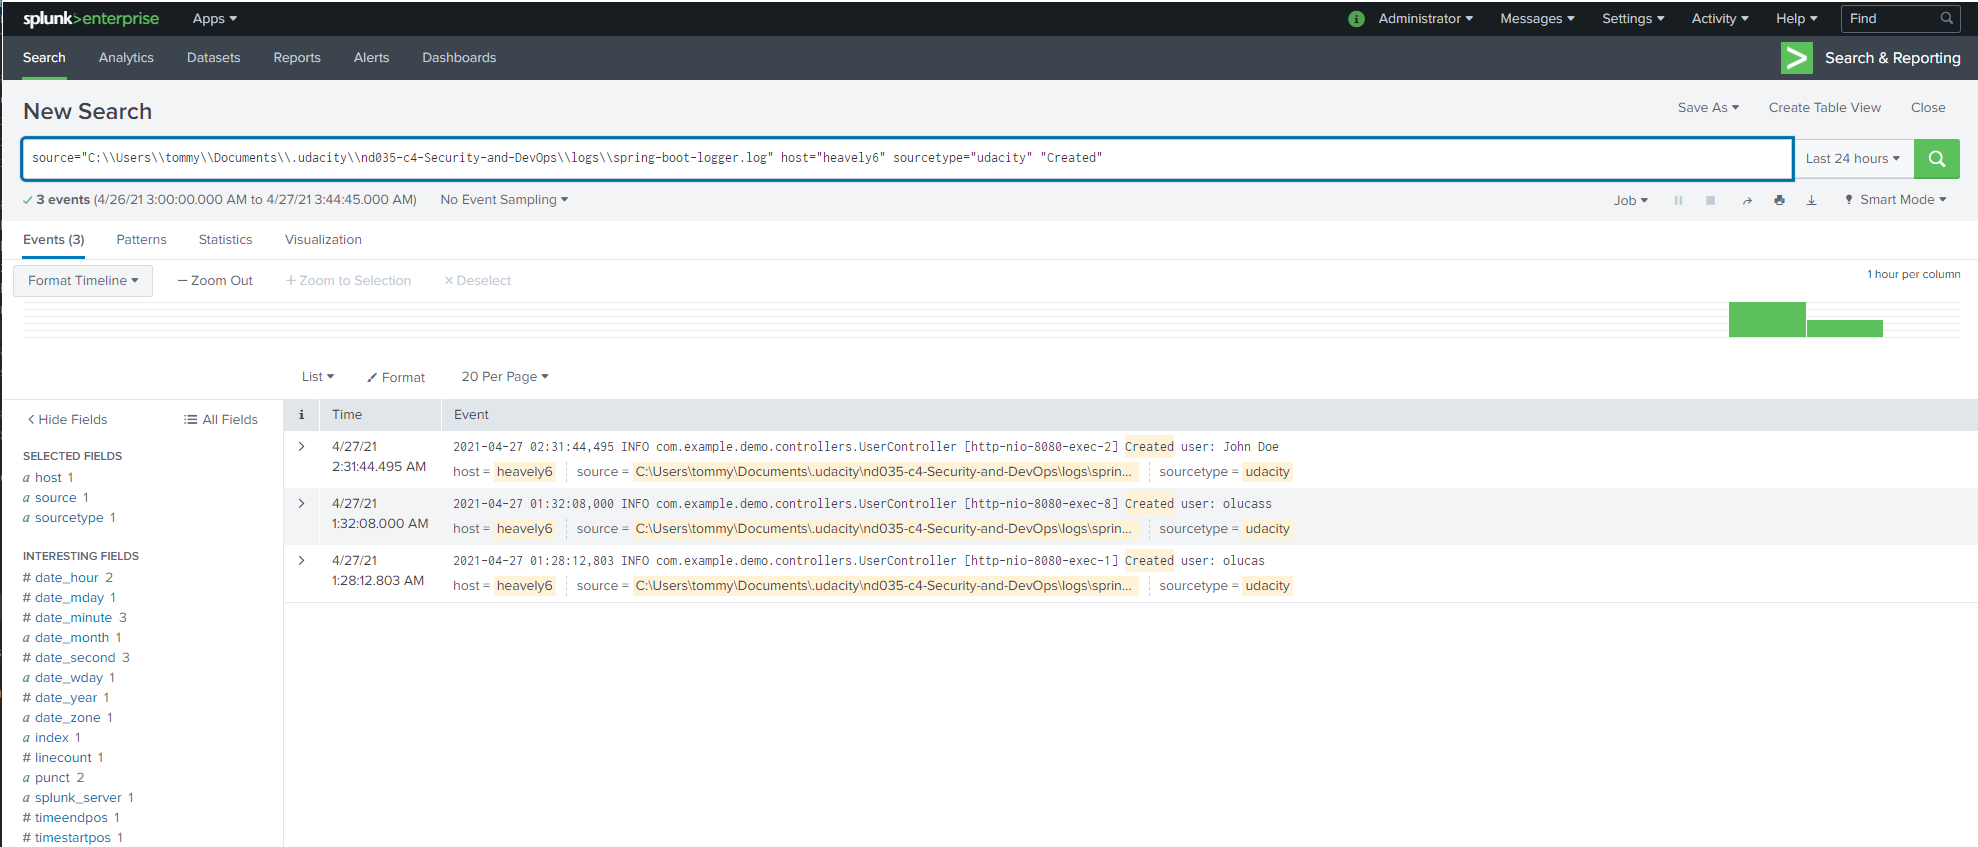 splunk>enterprise Apps i Administrator Messages Settings Activity Help Find
Search Analytics Datasets Reports Alerts Dashboards > Search & Reporting
New Search Save As Create Table View Close
source="C:\\Users\\tommy\\Documents\\.udacity\\nd035-c4-Security-and-DevOps\\logs\\spring-boot-logger.log" host="heavely6" sourcetype="udacity" "Created" Last 24 hours
3 events (4/26/21 3:00:00.000 AM to 4/27/21 3:44:45.000 AM) No Event Sampling Job Smart Mode
Events (3) Patterns Statistics Visualization
Format Timeline — Zoom Out + Zoom to Selection × Deselect 1 hour per column
List Format 20 Per Page
< Hide Fields All Fields
i Time Event
SELECTED FIELDS
a host 1
a source 1
a sourcetype 1
INTERESTING FIELDS
# date_hour 2
# date_mday 1
# date_minute 3
a date_month 1
# date_second 3
a date_wday 1
# date_year 1
a date_zone 1
a index 1
# linecount 1
a punct 2
a splunk_server 1
# timeendpos 1
# timestartpos 1
> 4/27/21 2021-04-27 02:31:44,495 INFO com.example.demo.controllers.UserController [http-nio-8080-exec-2] Created user: John Doe
2:31:44.495 AM host = heavely6 source = C:\Users\tommy\Documents\.udacity\nd035-c4-Security-and-DevOps\logs\sprin... sourcetype = udacity
> 4/27/21 2021-04-27 01:32:08,000 INFO com.example.demo.controllers.UserController [http-nio-8080-exec-8] Created user: olucass
1:32:08.000 AM host = heavely6 source = C:\Users\tommy\Documents\.udacity\nd035-c4-Security-and-DevOps\logs\sprin... sourcetype = udacity
> 4/27/21 2021-04-27 01:28:12,803 INFO com.example.demo.controllers.UserController [http-nio-8080-exec-1] Created user: olucas
1:28:12.803 AM host = heavely6 source = C:\Users\tommy\Documents\.udacity\nd035-c4-Security-and-DevOps\logs\sprin... sourcetype = udacity